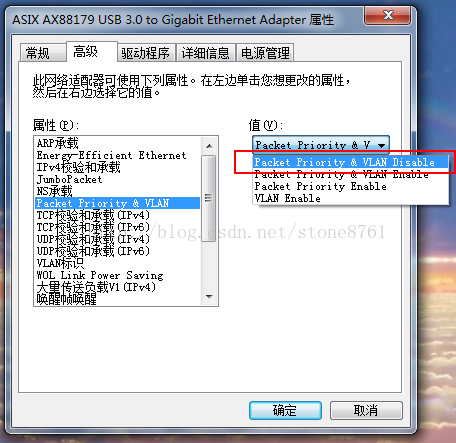 ASIX AX88179 USB 3.0 to Gigabit Ethernet Adapter 属性
常规 高级 驱动程序 详细信息 电源管理
此网络适配器可使用下列属性。在左边单击您想更改的属性，
然后在右边选择它的值。
属性(P):
ARP承载
Energy-Efficient Ethernet
IPv4校验和承载
JumboPacket
NS承载
Packet Priority & VLAN
TCP校验和承载(IPv4)
TCP校验和承载(IPv6)
UDP校验和承载(IPv4)
UDP校验和承载(IPv6)
VLAN标识
WOL Link Power Saving
大量传送负载V1(IPv4)
唤醒帧唤醒
值(V):
Packet Priority & V
Packet Priority & VLAN Disable
Packet Priority & VLAN Enable
Packet Priority Enable
VLAN Enable
/blog.csdn.net/stone8761
确定 取消